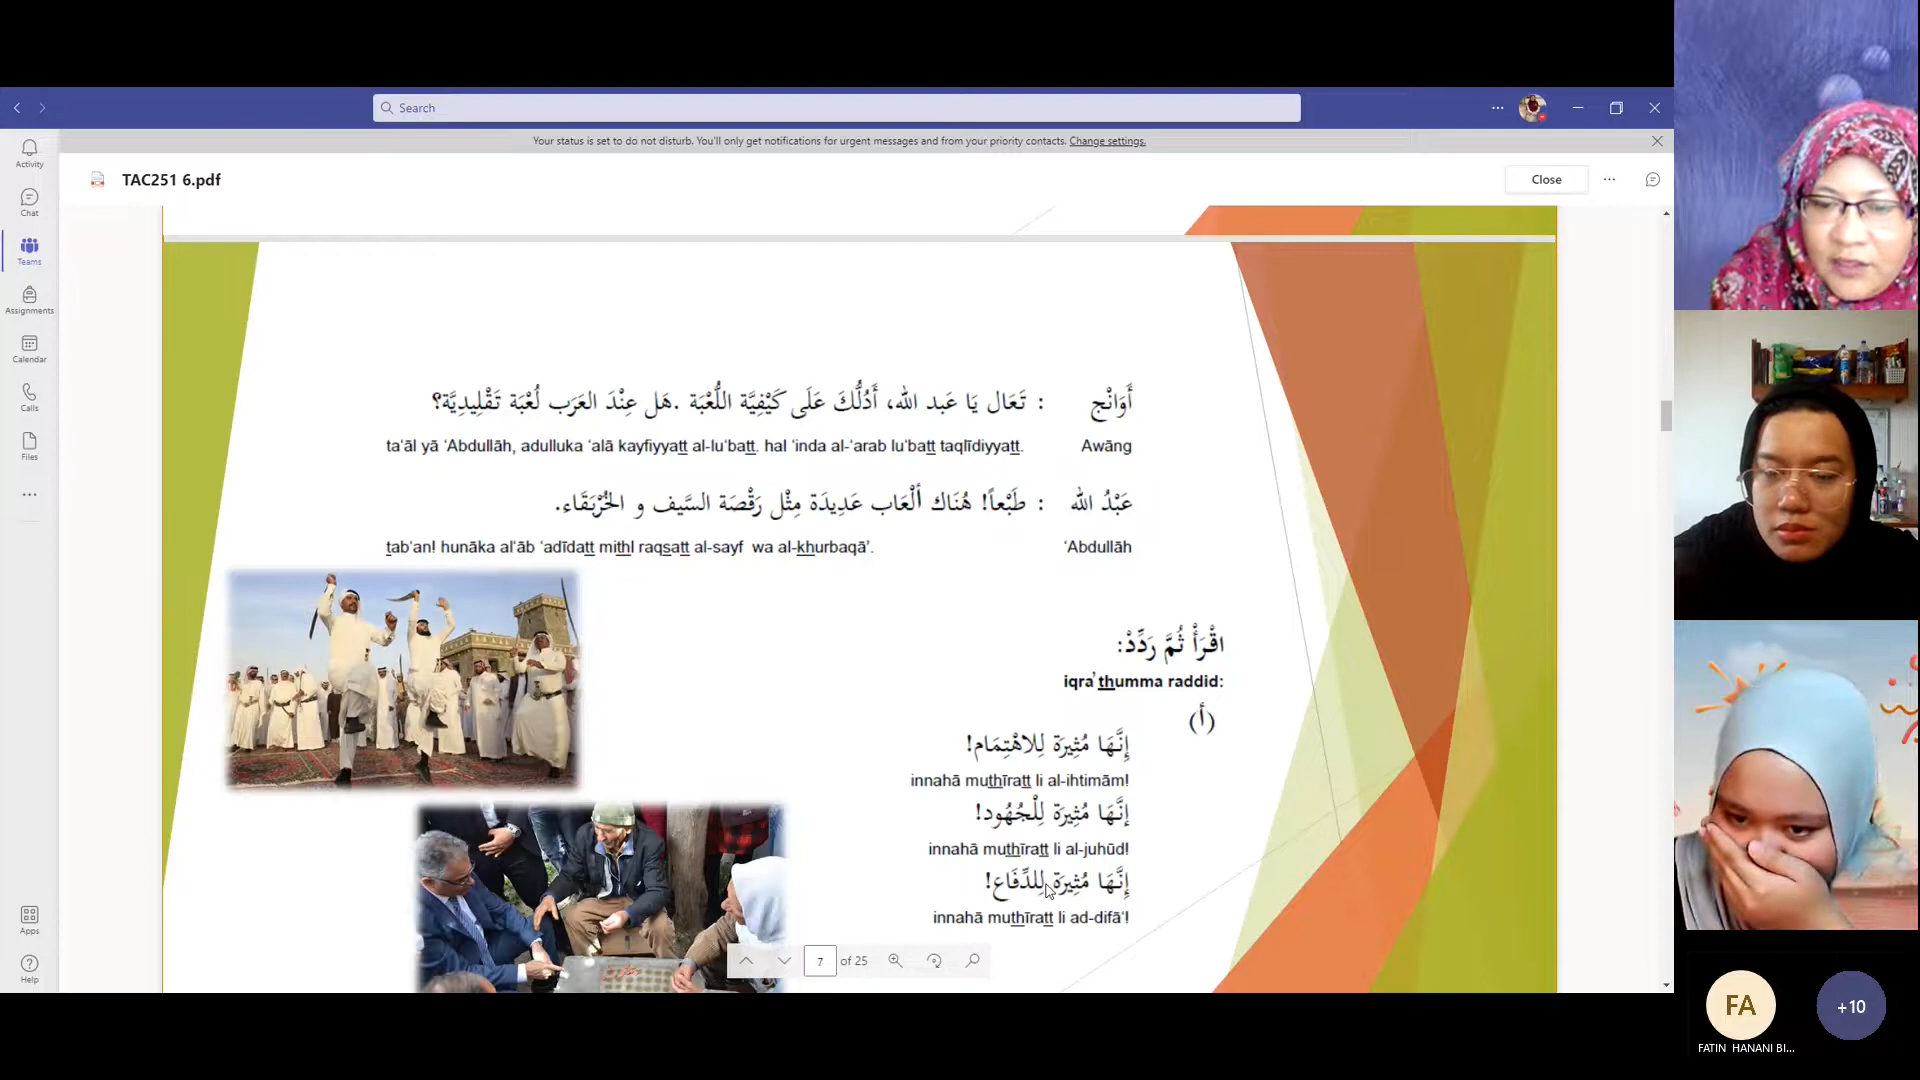 Search
Your status is set to do not disturb. You'll only get notifications for urgent messages and from your priority contacts. Change settings.
Activity
Chat
Teams
Assignments
Calendar
Calls
Files
Apps
Help
TAC251 6.pdf
Close
أَوَانْج : تَعَال يَا عَبد الله، أَدُلُّكَ عَلَى كَيْفِيَّة اللُّعْبَة .هَل عِنْدَ العَرَب لُعْبَة تَقْلِيدِيَّة؟
ta‘āl yā ‘Abdullāh, adulluka ‘alā kayfiyyatt al-lu‘batt. hal ‘inda al-‘arab lu‘batt taqlīdiyyatt. Awāng
عَبْدُ الله : طَبْعاً! هُنَاك أَلْعَاب عَدِيدَة مِثْل رَقْصَة السَّيف و الخُرْبَقَاء.
tab‘an! hunāka al‘āb ‘adīdatt mithl raqsatt al-sayf wa al-khurbaqā’. ‘Abdullāh
اقْرَأْ ثُمَّ رَدِّدْ:
iqra’ thumma raddid:
(أ)
إِنَّهَا مُثِيرَة لِلاهْتِمَام!
innahā muthīratt li al-ihtimām!
إِنَّهَا مُثِيرَة لِلْجُهُود!
innahā muthīratt li al-juhūd!
إِنَّهَا مُثِيرَة لِلدِّفَاع!
innahā muthīratt li ad-difā‘!
7 of 25
FA
+10
FATIN HANANI BI...